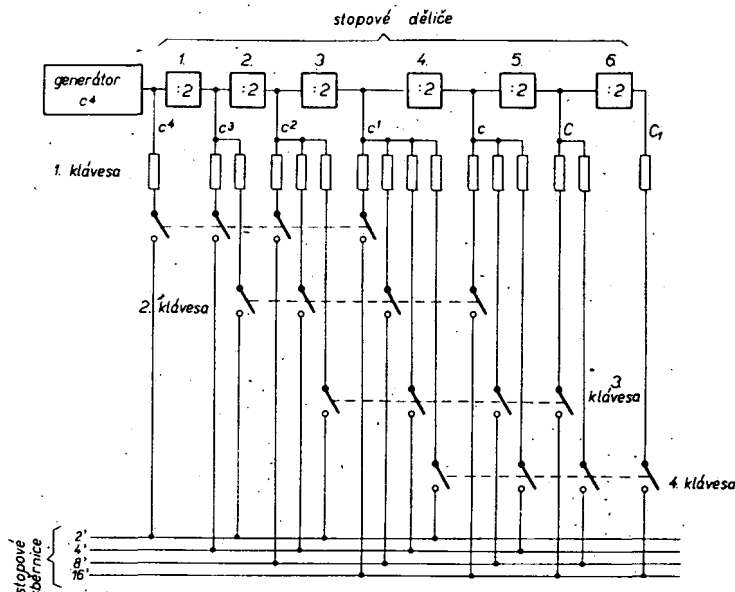 stopové děliče
1. 2. 3. 4. 5. 6.
generátor
c⁴
:2 :2 :2 :2 :2 :2
c⁴ c³ c² c¹ c C C₁
1. klávesa
2. klávesa
3.
klávesa
4. klávesa
stopové
sběrnice
2'
4'
8'
16'